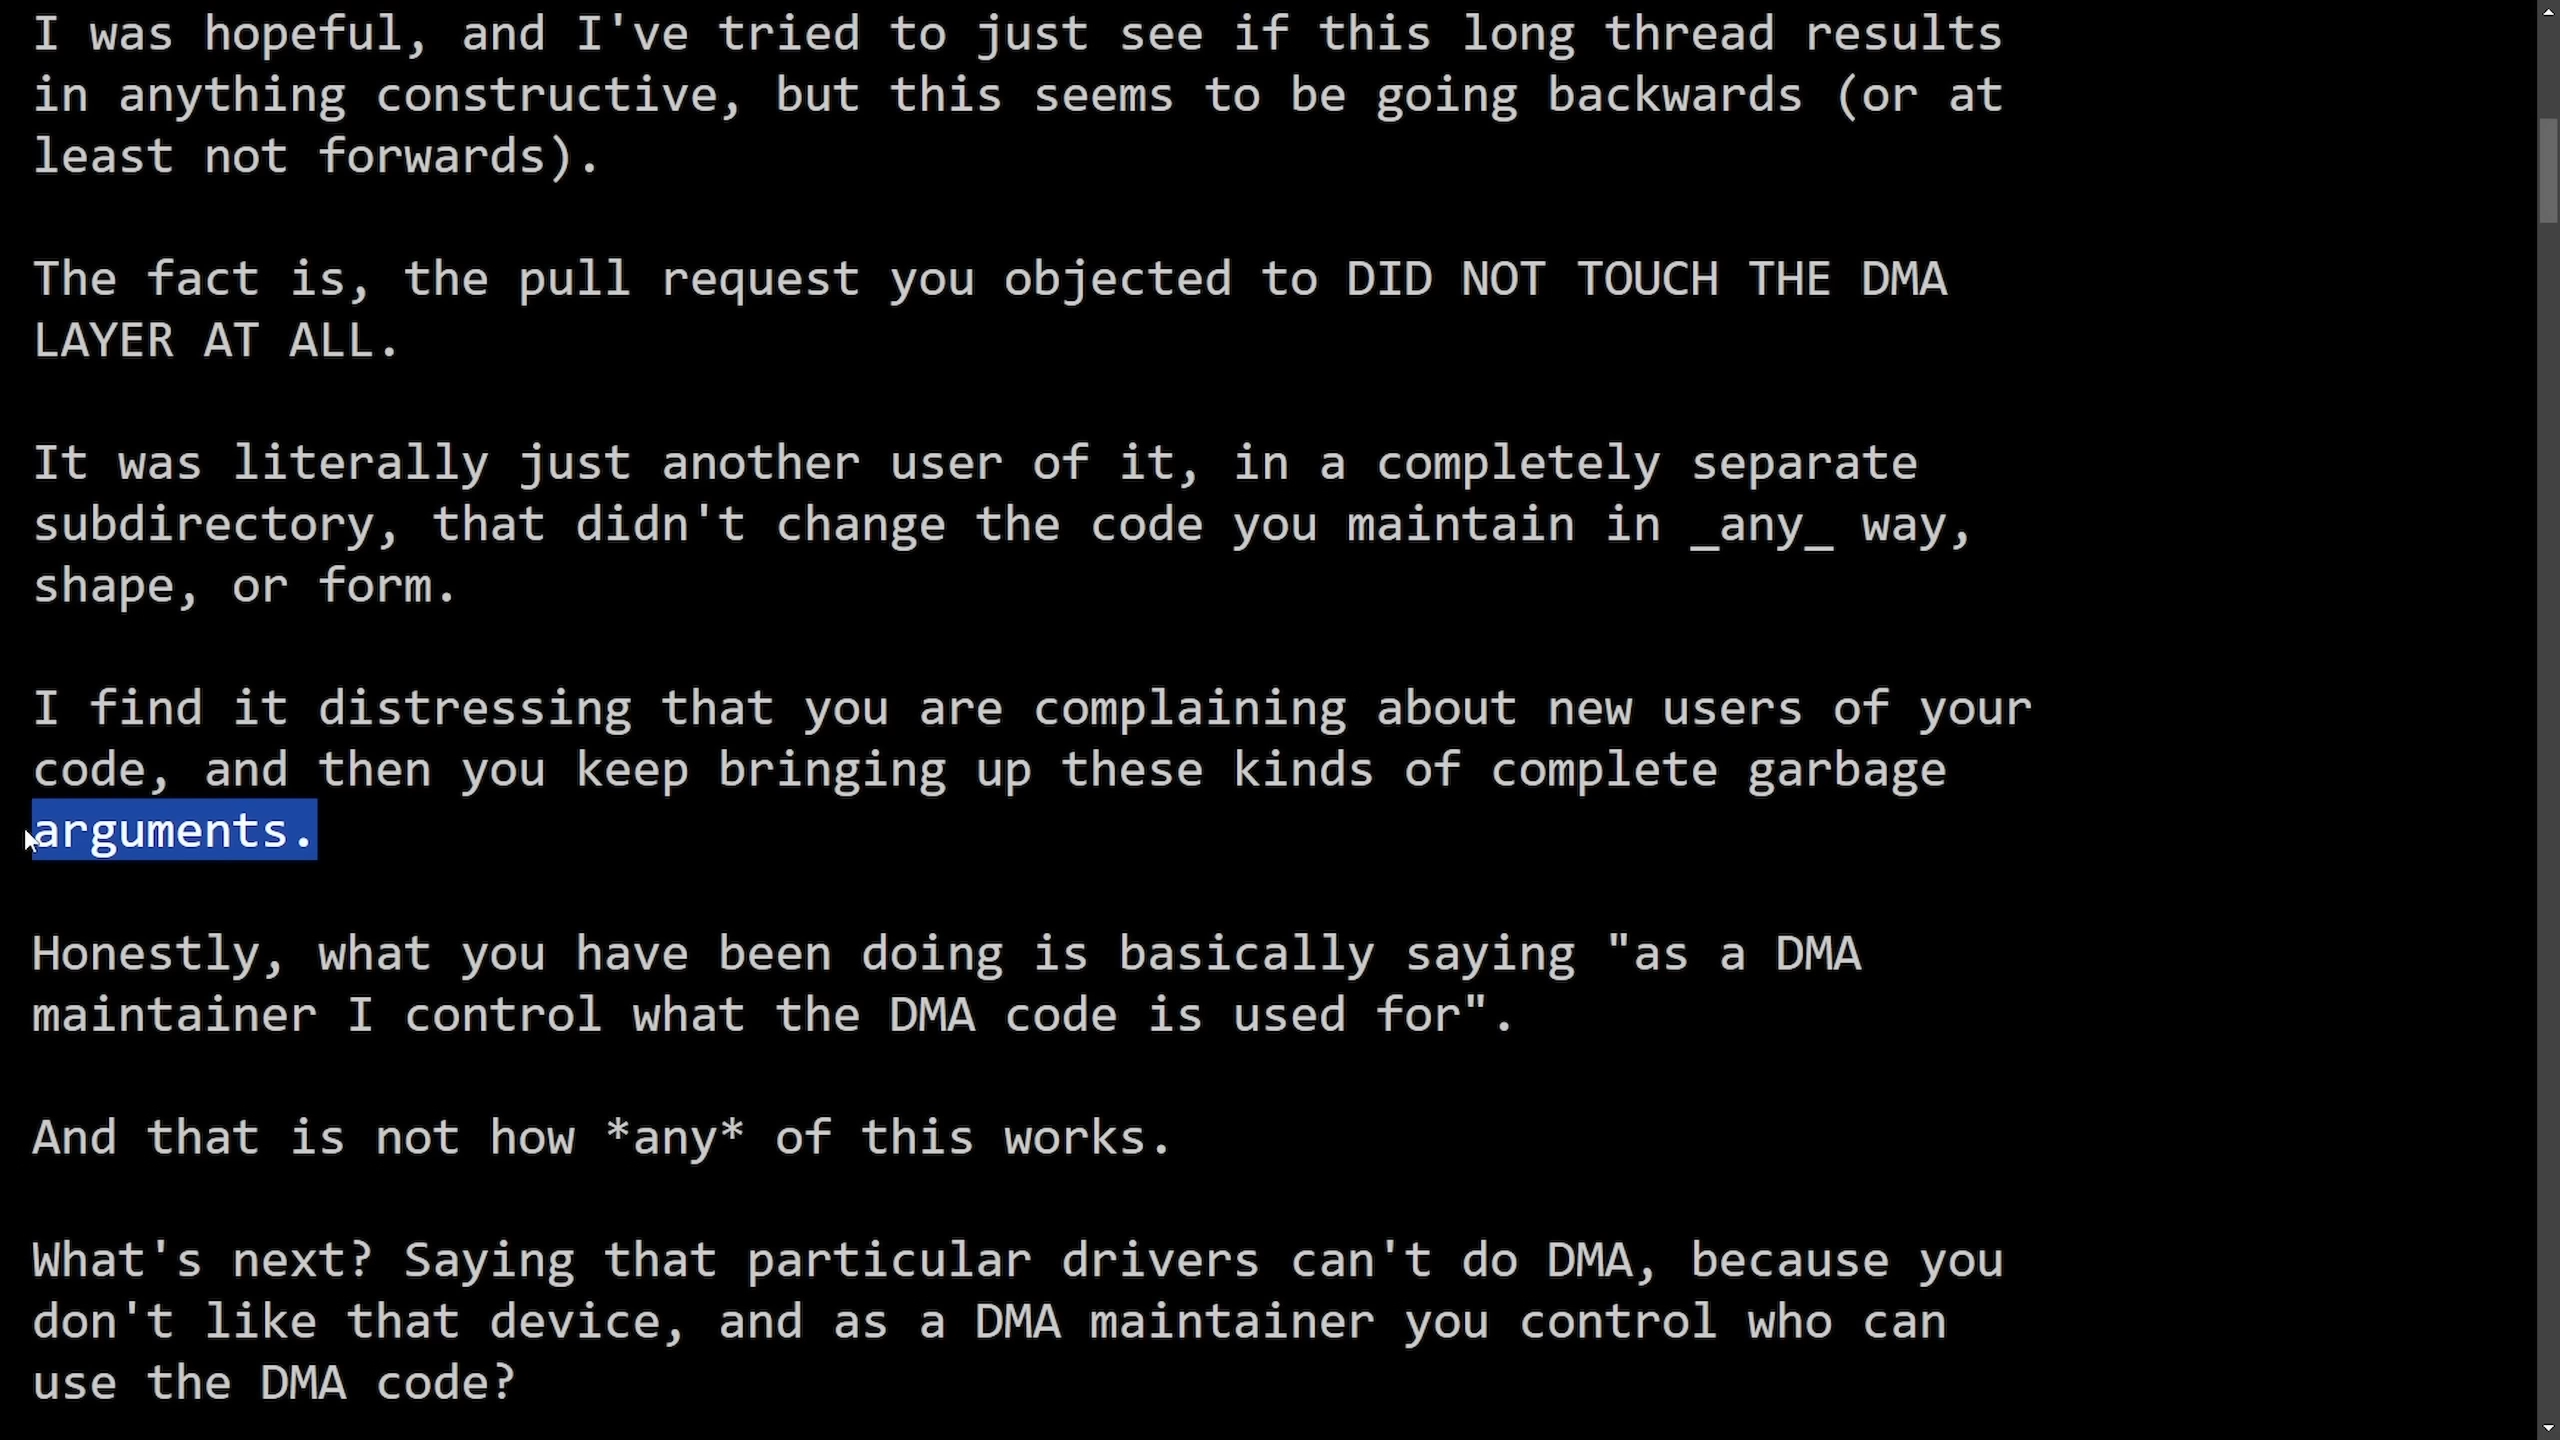 I was hopeful, and I've tried to just see if this long thread results
in anything constructive, but this seems to be going backwards (or at
least not forwards).
The fact is, the pull request you objected to DID NOT TOUCH THE DMA
LAYER AT ALL.
It was literally just another user of it, in a completely separate
subdirectory, that didn't change the code you maintain in _any_ way,
shape, or form.
I find it distressing that you are complaining about new users of your
code, and then you keep bringing up these kinds of complete garbage
arguments.
Honestly, what you have been doing is basically saying "as a DMA
maintainer I control what the DMA code is used for".
And that is not how *any* of this works.
What's next? Saying that particular drivers can't do DMA, because you
don't like that device, and as a DMA maintainer you control who can
use the DMA code?